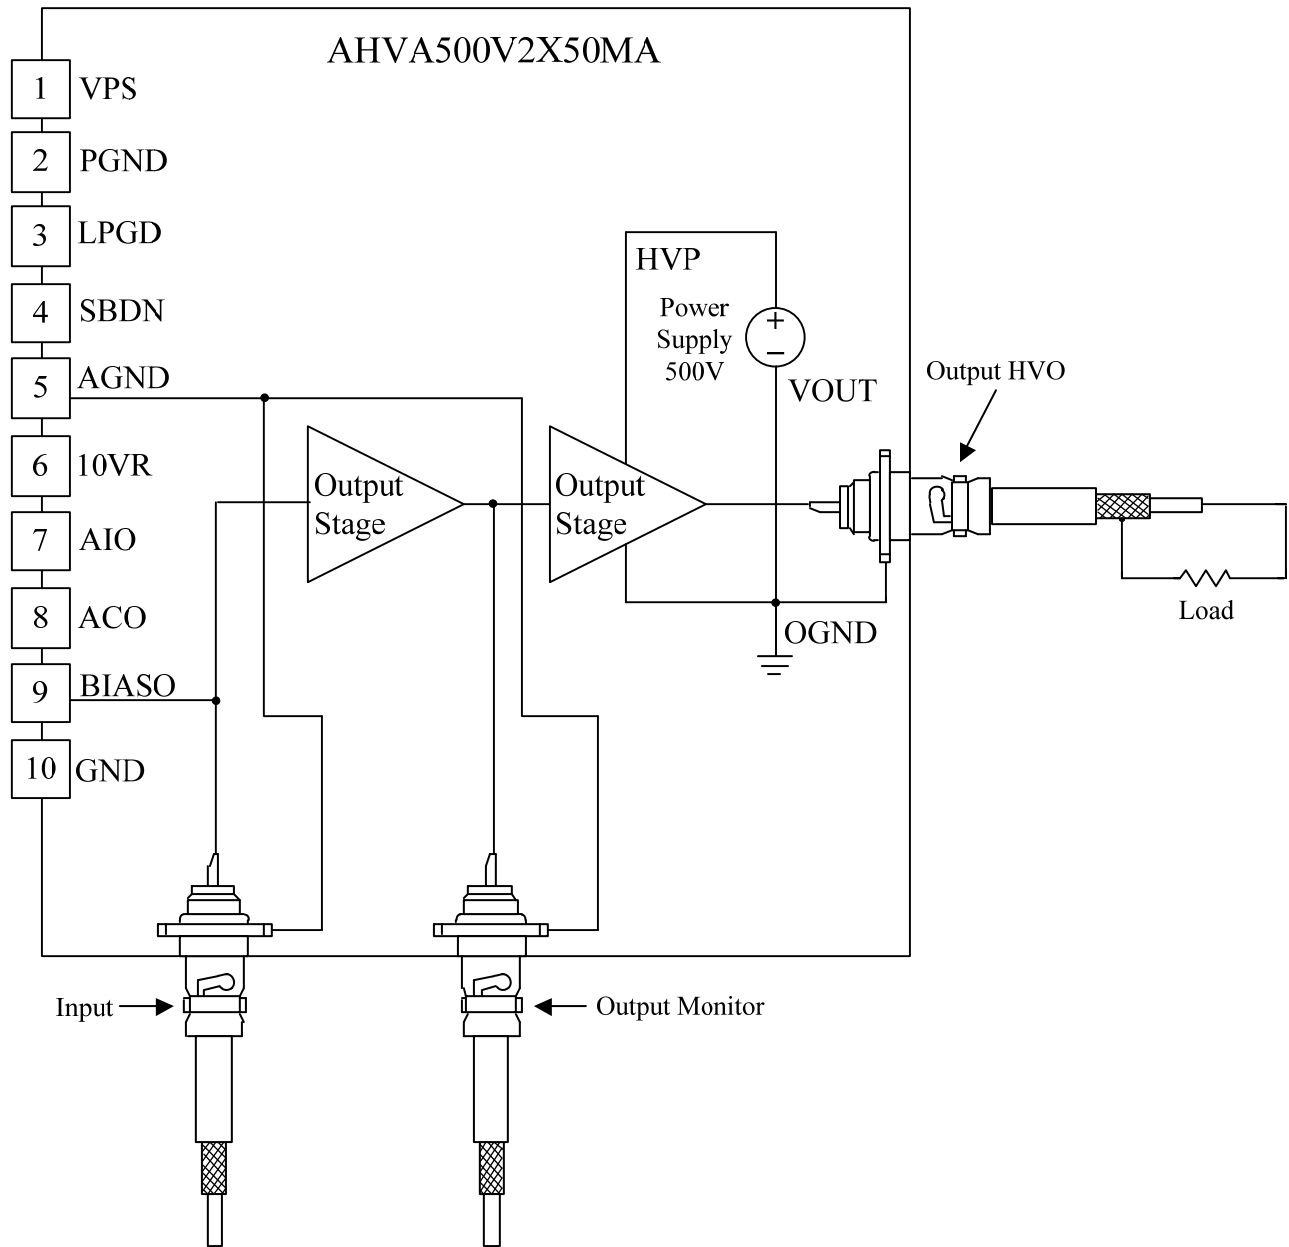 AHVA500V2X50MA
1 VPS
2 PGND
3 LPGD
4 SBDN
5 AGND
6 10VR
7 AIO
8 ACO
9 BIASO
10 GND
HVP
Power
Supply
500V
+
−
VOUT
Output HVO
Output
Stage
Output
Stage
OGND
Load
Input
Output Monitor